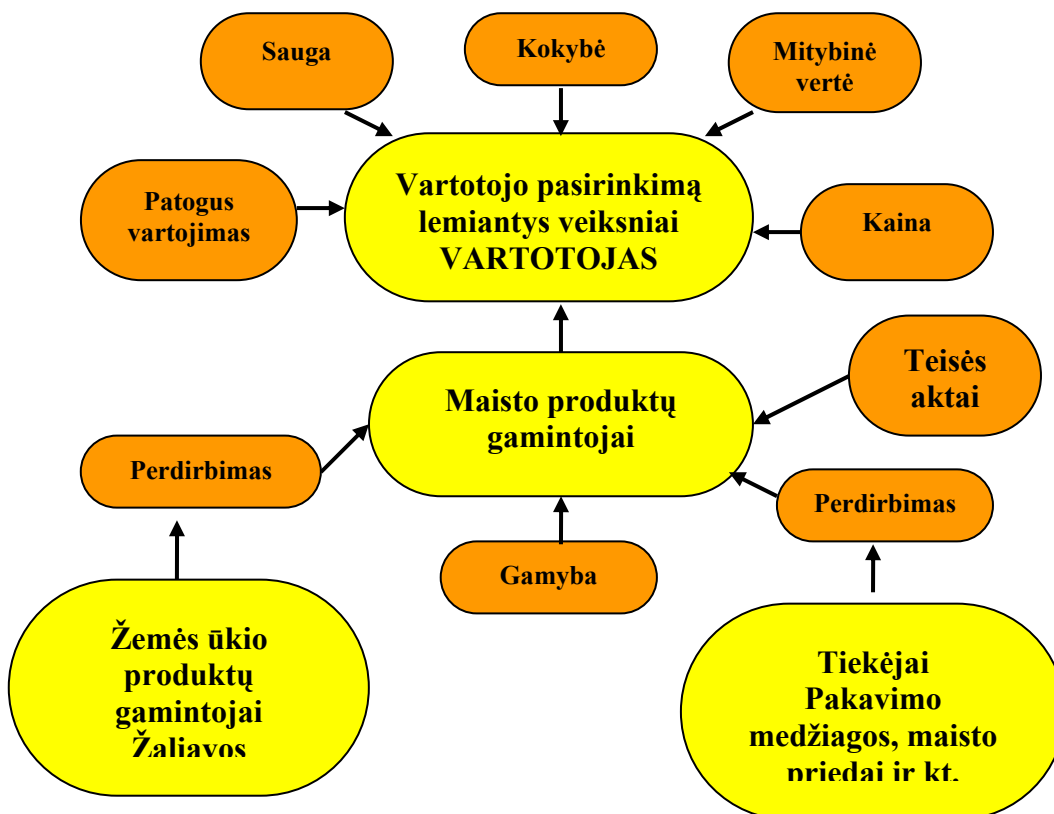 Sauga
Kokybė
Mitybinė
vertė
Patogus
vartojimas
Vartotojo pasirinkimą
lemiantys veiksniai
VARTOTOJAS
Kaina
Maisto produktų
gamintojai
Teisės
aktai
Perdirbimas
Perdirbimas
Gamyba
Žemės ūkio
produktų
gamintojai
Žaliavos
Tiekėjai
Pakavimo
medžiagos, maisto
priedai ir kt.